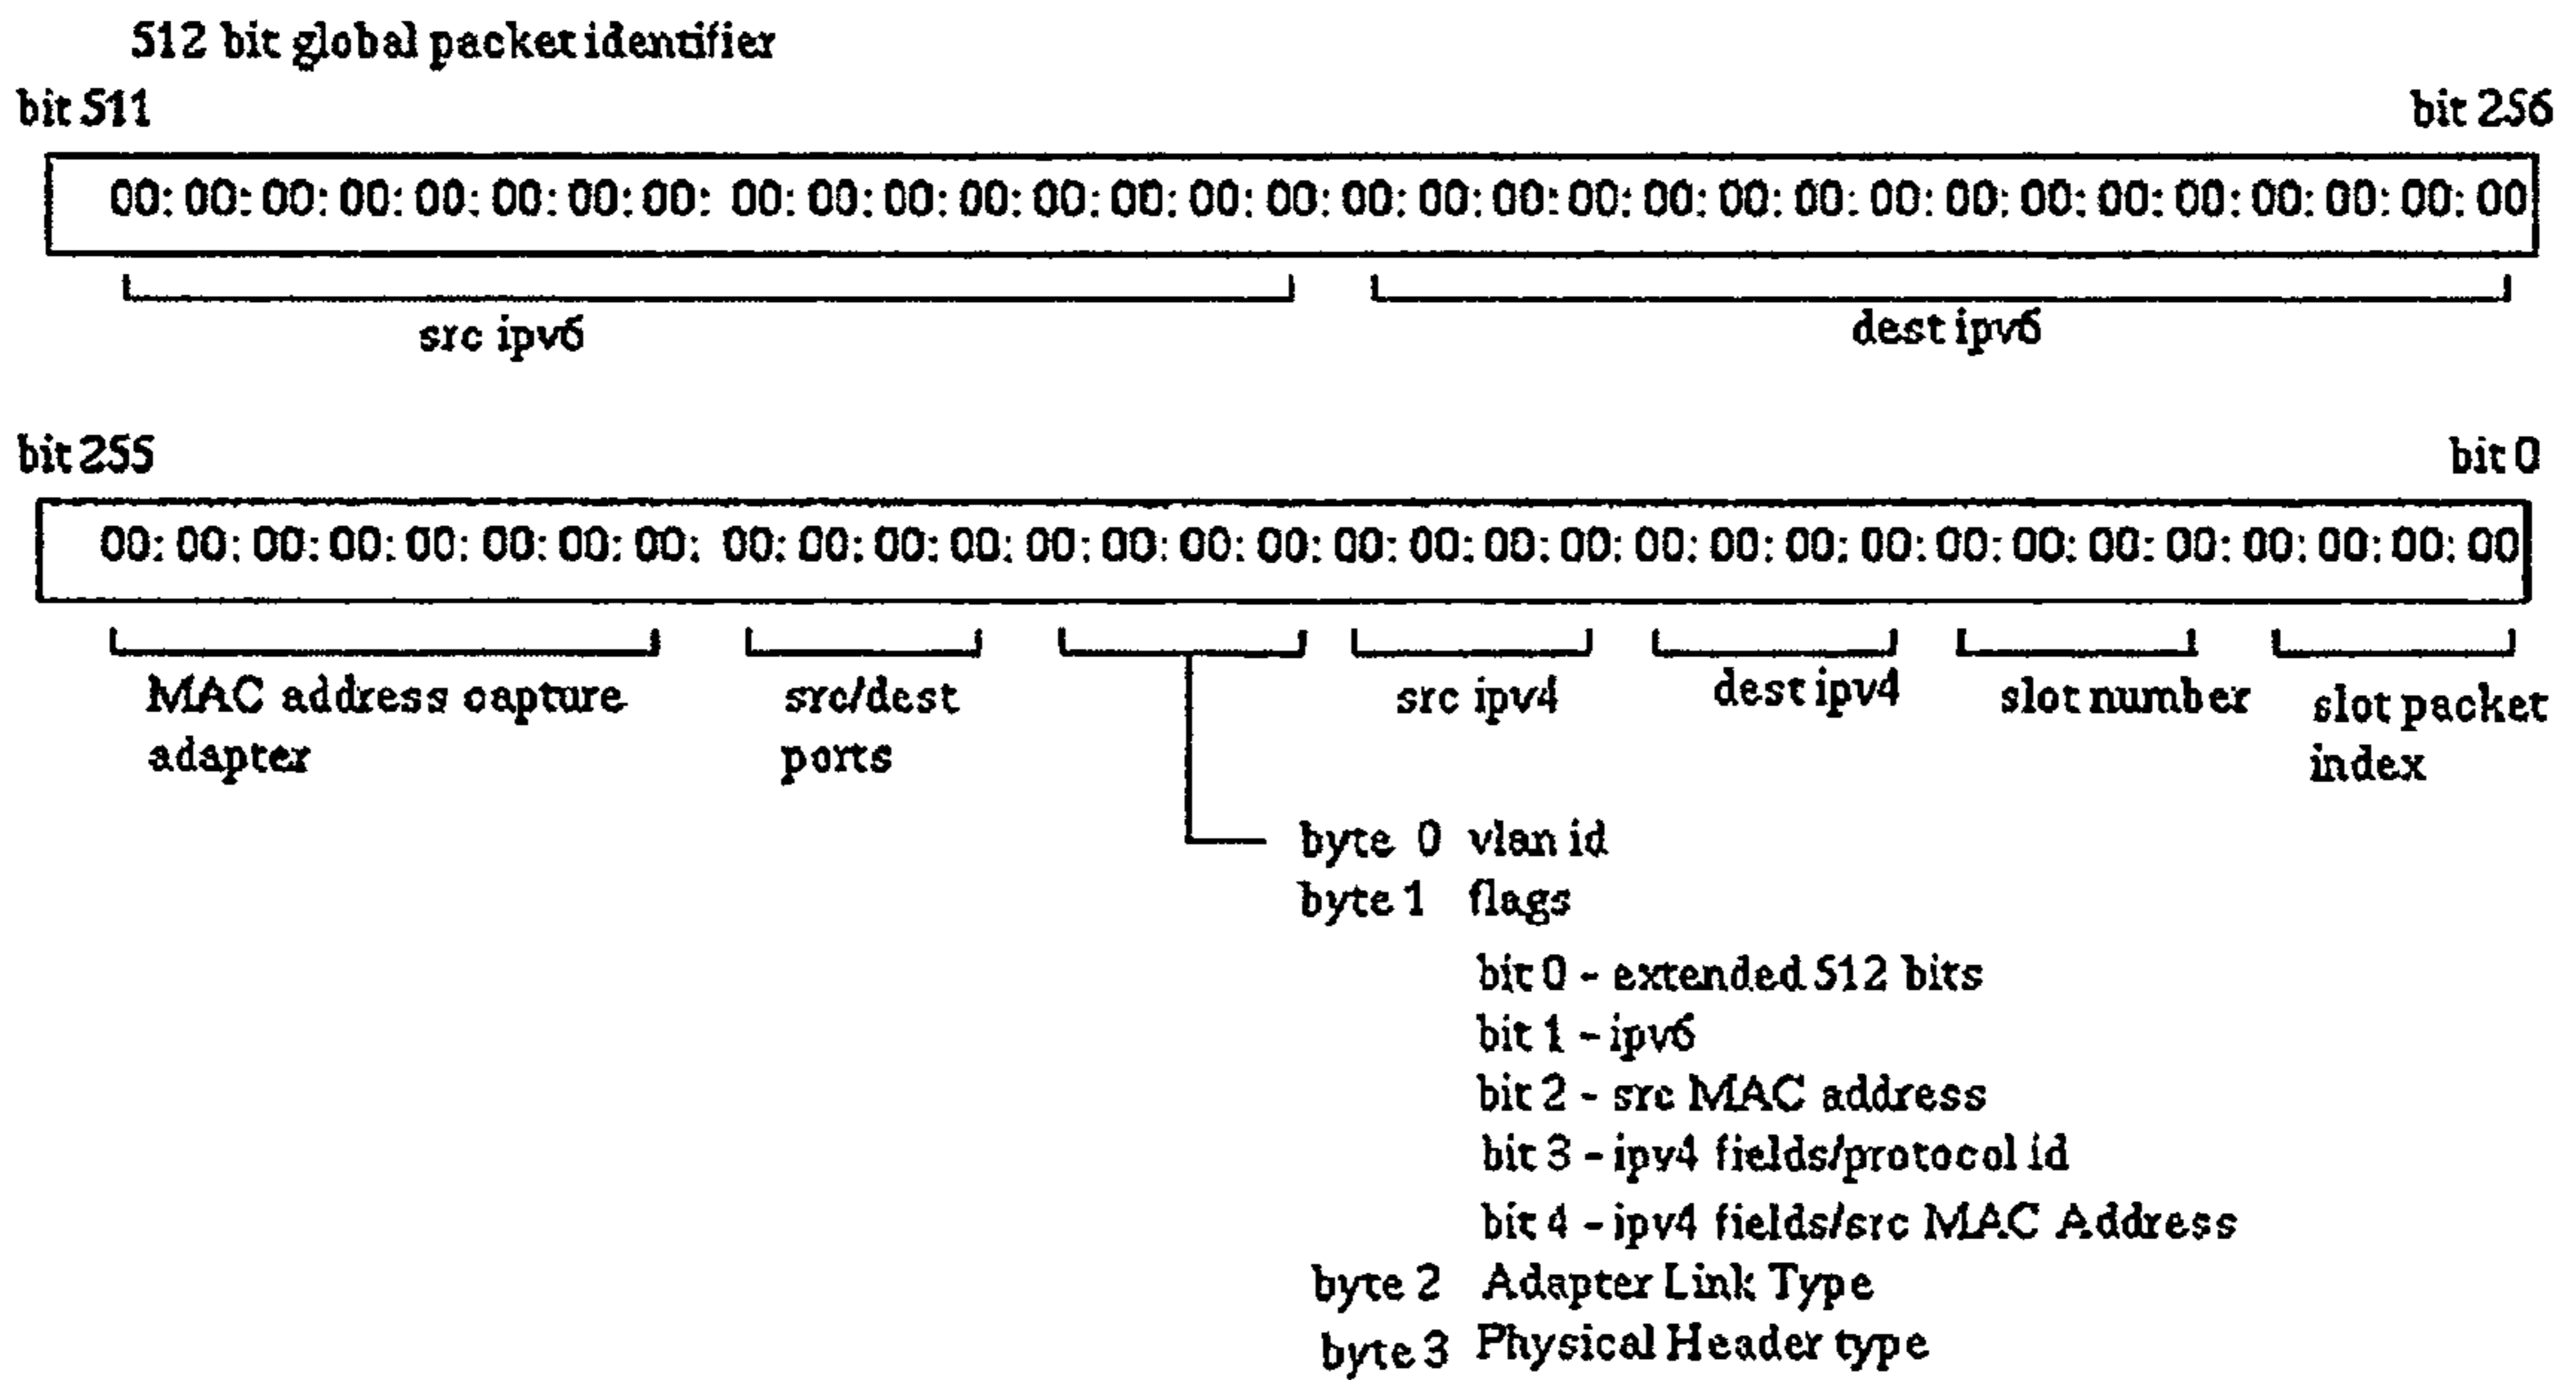 512 bit global packet identifier
bit 511 bit 256
00: 00: 00: 00: 00: 00: 00: 00: 00: 00: 00: 00: 00: 00: 00: 00: 00: 00: 00: 00: 00: 00: 00: 00: 00: 00: 00: 00: 00: 00: 00: 00
src ipv6 dest ipv6
bit 255 bit 0
00: 00: 00: 00: 00: 00: 00: 00: 00: 00: 00: 00: 00: 00: 00: 00: 00: 00: 00: 00: 00: 00: 00: 00: 00: 00: 00: 00: 00: 00: 00: 00
MAC address capture src/dest src ipv4 dest ipv4 slot number slot packet
adapter ports index
byte 0 vlan id
byte 1 flags
bit 0 - extended 512 bits
bit 1 - ipv6
bit 2 - src MAC address
bit 3 - ipv4 fields/protocol id
bit 4 - ipv4 fields/src MAC Address
byte 2 Adapter Link Type
byte 3 Physical Header type